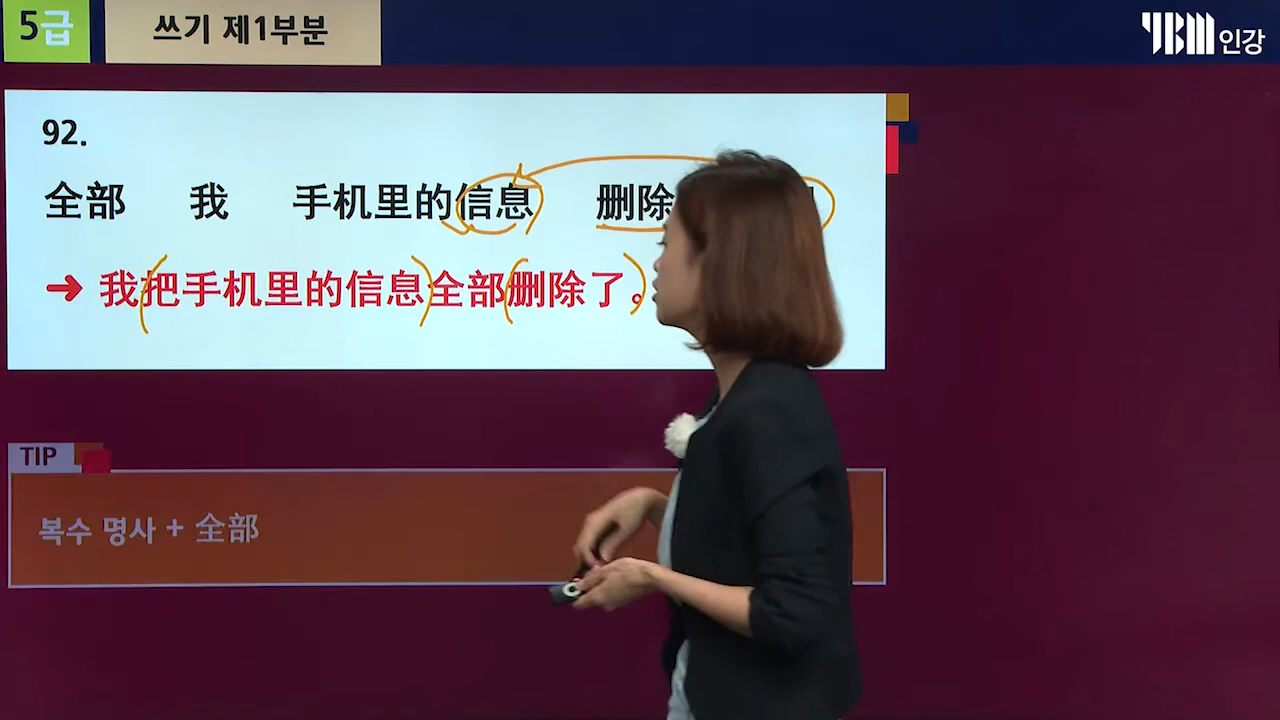 5급 쓰기 제1부분
YBM 인강
92.
全部 我 手机里的信息 删除
➜ 我把手机里的信息全部删除了。
TIP
복수 명사 + 全部